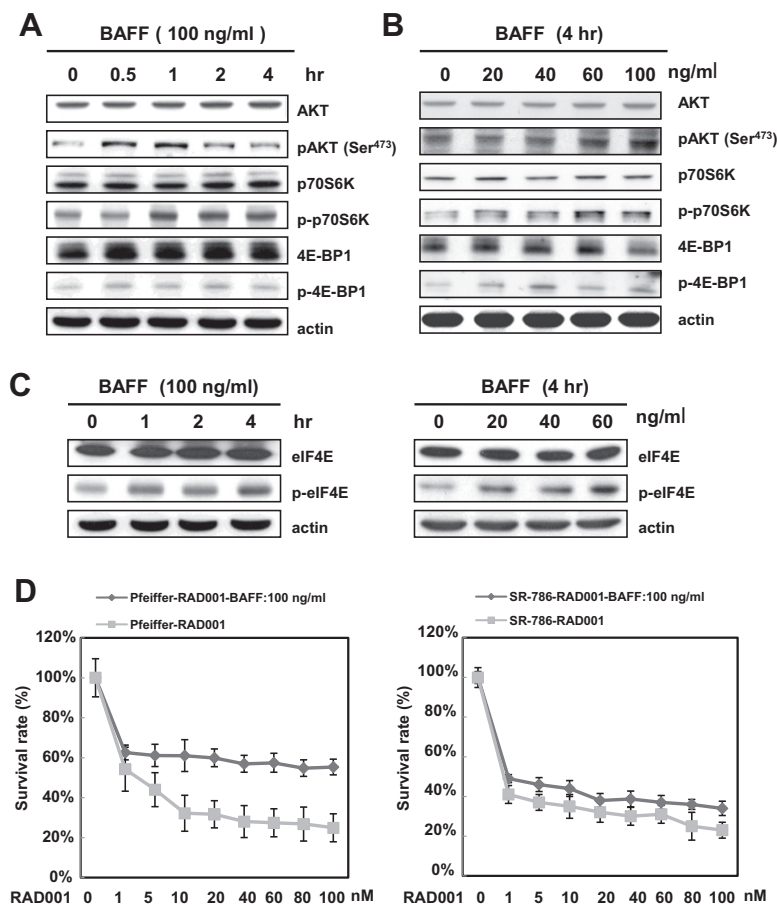 A
BAFF ( 100 ng/ml )
0 0.5 1 2 4 hr
AKT
pAKT (Ser473)
p70S6K
p-p70S6K
4E-BP1
p-4E-BP1
actin
B
BAFF (4 hr)
0 20 40 60 100 ng/ml
AKT
pAKT (Ser473)
p70S6K
p-p70S6K
4E-BP1
p-4E-BP1
actin
C
BAFF (100 ng/ml)
0 1 2 4 hr
eIF4E
p-eIF4E
actin
BAFF (4 hr)
0 20 40 60 ng/ml
eIF4E
p-eIF4E
actin
D
Pfeiffer-RAD001-BAFF:100 ng/ml
Pfeiffer-RAD001
Survival rate (%)
120%
100%
80%
60%
40%
20%
0%
RAD001 0 1 5 10 20 40 60 80 100 nM
SR-786-RAD001-BAFF:100 ng/ml
SR-786-RAD001
Survival rate (%)
120%
100%
80%
60%
40%
20%
0%
RAD001 0 1 5 10 20 40 60 80 100 nM